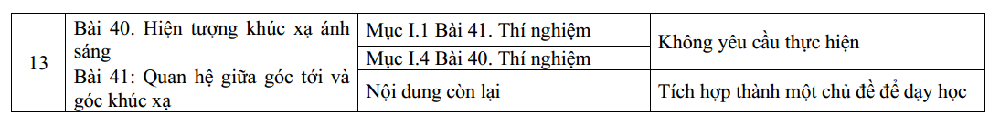 13
Bài 40. Hiện tượng khúc xạ ánh
sáng
Bài 41: Quan hệ giữa góc tới và
góc khúc xạ
Mục I.1 Bài 41. Thí nghiệm
Mục I.4 Bài 40. Thí nghiệm
Không yêu cầu thực hiện
Nội dung còn lại
Tích hợp thành một chủ đề để dạy học